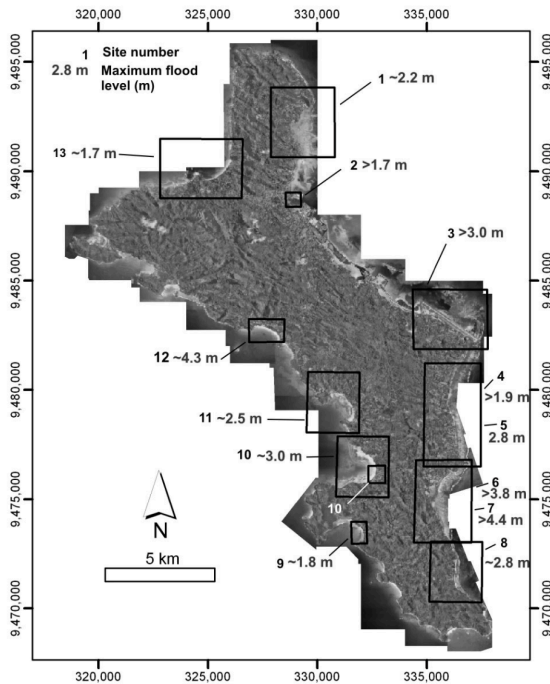 320,000 325,000 330,000 335,000
9,495,000
9,490,000
9,485,000
9,480,000
9,475,000
9,470,000
1 Site number
2.8 m Maximum flood
level (m)
1 ~2.2 m
13 ~1.7 m
2 >1.7 m
3 >3.0 m
12 ~4.3 m
4
>1.9 m
11 ~2.5 m
5
2.8 m
10 ~3.0 m
10
6
>3.8 m
7
>4.4 m
8
~2.8 m
9 ~1.8 m
N
5 km
9,495,000
9,490,000
9,485,000
9,480,000
9,475,000
9,470,000
320,000 325,000 330,000 335,000